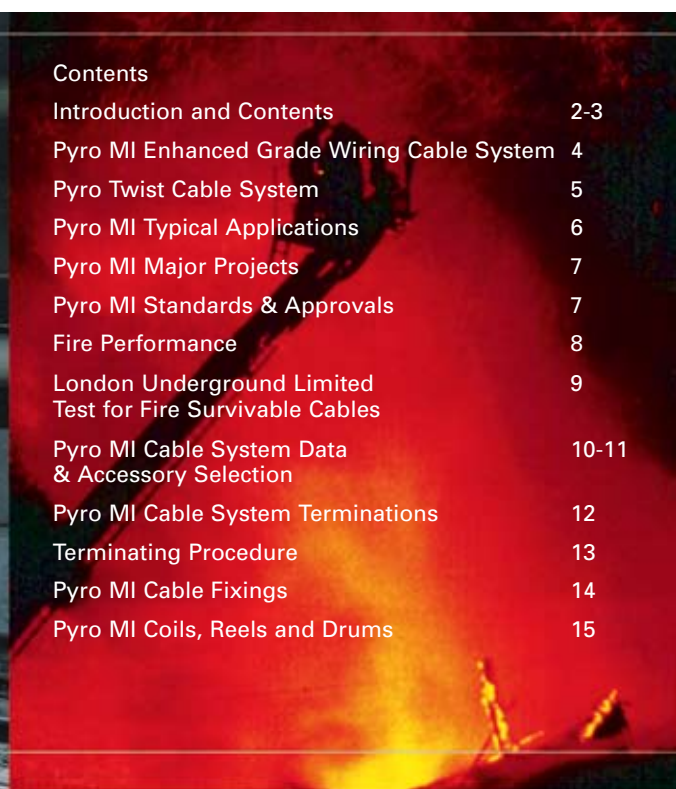 Contents
Introduction and Contents 2-3
Pyro MI Enhanced Grade Wiring Cable System 4
Pyro Twist Cable System 5
Pyro MI Typical Applications 6
Pyro MI Major Projects 7
Pyro MI Standards & Approvals 7
Fire Performance 8
London Underground Limited 9
Test for Fire Survivable Cables
Pyro MI Cable System Data 10-11
& Accessory Selection
Pyro MI Cable System Terminations 12
Terminating Procedure 13
Pyro MI Cable Fixings 14
Pyro MI Coils, Reels and Drums 15